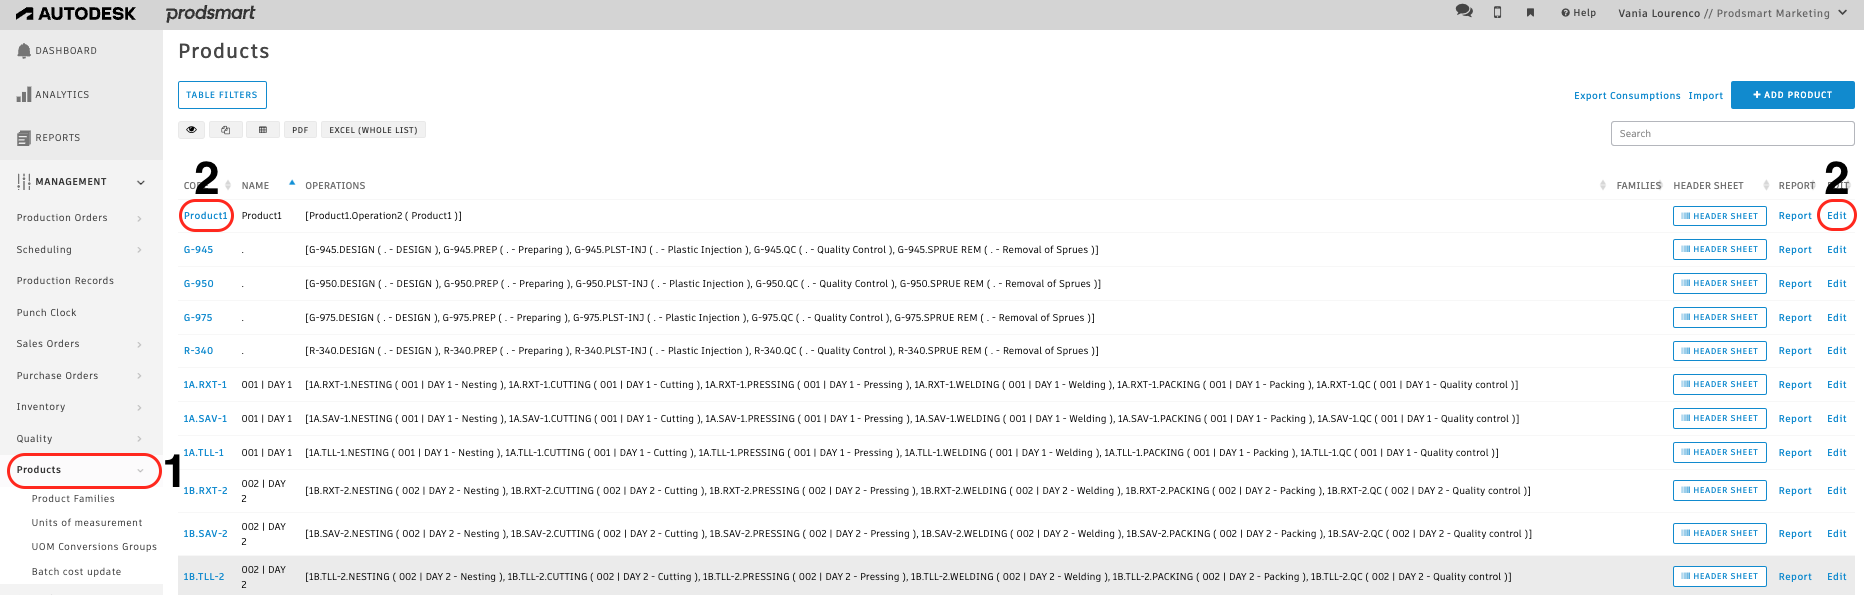 AUTODESK prodsmart Help Vania Lourenco // Prodsmart Marketing
DASHBOARD
ANALYTICS
REPORTS
MANAGEMENT
Production Orders
Scheduling
Production Records
Punch Clock
Sales Orders
Purchase Orders
Inventory
Quality
Products 1
Product Families
Units of measurement
UOM Conversions Groups
Batch cost update
Products
TABLE FILTERS Export Consumptions Import + ADD PRODUCT
PDF EXCEL (WHOLE LIST) Search
2 2
NAME OPERATIONS FAMILIES HEADER SHEET REPORT
Product1 Product1 [Product1.Operation2 ( Product1 )] HEADER SHEET Report Edit
G-945 . [G-945.DESIGN ( . - DESIGN ), G-945.PREP ( . - Preparing ), G-945.PLST-INJ ( . - Plastic Injection ), G-945.QC ( . - Quality Control ), G-945.SPRUE REM ( . - Removal of Sprues )] HEADER SHEET Report Edit
G-950 . [G-950.DESIGN ( . - DESIGN ), G-950.PREP ( . - Preparing ), G-950.PLST-INJ ( . - Plastic Injection ), G-950.QC ( . - Quality Control ), G-950.SPRUE REM ( . - Removal of Sprues )] HEADER SHEET Report Edit
G-975 . [G-975.DESIGN ( . - DESIGN ), G-975.PREP ( . - Preparing ), G-975.PLST-INJ ( . - Plastic Injection ), G-975.QC ( . - Quality Control ), G-975.SPRUE REM ( . - Removal of Sprues )] HEADER SHEET Report Edit
R-340 . [R-340.DESIGN ( . - DESIGN ), R-340.PREP ( . - Preparing ), R-340.PLST-INJ ( . - Plastic Injection ), R-340.QC ( . - Quality Control ), R-340.SPRUE REM ( . - Removal of Sprues )] HEADER SHEET Report Edit
1A.RXT-1 001 | DAY 1 [1A.RXT-1.NESTING ( 001 | DAY 1 - Nesting ), 1A.RXT-1.CUTTING ( 001 | DAY 1 - Cutting ), 1A.RXT-1.PRESSING ( 001 | DAY 1 - Pressing ), 1A.RXT-1.WELDING ( 001 | DAY 1 - Welding ), 1A.RXT-1.PACKING ( 001 | DAY 1 - Packing ), 1A.RXT-1.QC ( 001 | DAY 1 - Quality control )] HEADER SHEET Report Edit
1A.SAV-1 001 | DAY 1 [1A.SAV-1.NESTING ( 001 | DAY 1 - Nesting ), 1A.SAV-1.CUTTING ( 001 | DAY 1 - Cutting ), 1A.SAV-1.PRESSING ( 001 | DAY 1 - Pressing ), 1A.SAV-1.WELDING ( 001 | DAY 1 - Welding ), 1A.SAV-1.PACKING ( 001 | DAY 1 - Packing ), 1A.SAV-1.QC ( 001 | DAY 1 - Quality control )] HEADER SHEET Report Edit
1A.TLL-1 001 | DAY 1 [1A.TLL-1.NESTING ( 001 | DAY 1 - Nesting ), 1A.TLL-1.CUTTING ( 001 | DAY 1 - Cutting ), 1A.TLL-1.PRESSING ( 001 | DAY 1 - Pressing ), 1A.TLL-1.WELDING ( 001 | DAY 1 - Welding ), 1A.TLL-1.PACKING ( 001 | DAY 1 - Packing ), 1A.TLL-1.QC ( 001 | DAY 1 - Quality control )] HEADER SHEET Report Edit
1B.RXT-2 002 | DAY 2 [1B.RXT-2.NESTING ( 002 | DAY 2 - Nesting ), 1B.RXT-2.CUTTING ( 002 | DAY 2 - Cutting ), 1B.RXT-2.PRESSING ( 002 | DAY 2 - Pressing ), 1B.RXT-2.WELDING ( 002 | DAY 2 - Welding ), 1B.RXT-2.PACKING ( 002 | DAY 2 - Packing ), 1B.RXT-2.QC ( 002 | DAY 2 - Quality control )] HEADER SHEET Report Edit
1B.SAV-2 002 | DAY 2 [1B.SAV-2.NESTING ( 002 | DAY 2 - Nesting ), 1B.SAV-2.CUTTING ( 002 | DAY 2 - Cutting ), 1B.SAV-2.PRESSING ( 002 | DAY 2 - Pressing ), 1B.SAV-2.WELDING ( 002 | DAY 2 - Welding ), 1B.SAV-2.PACKING ( 002 | DAY 2 - Packing ), 1B.SAV-2.QC ( 002 | DAY 2 - Quality control )] HEADER SHEET Report Edit
1B.TLL-2 002 | DAY 2 [1B.TLL-2.NESTING ( 002 | DAY 2 - Nesting ), 1B.TLL-2.CUTTING ( 002 | DAY 2 - Cutting ), 1B.TLL-2.PRESSING ( 002 | DAY 2 - Pressing ), 1B.TLL-2.WELDING ( 002 | DAY 2 - Welding ), 1B.TLL-2.PACKING ( 002 | DAY 2 - Packing ), 1B.TLL-2.QC ( 002 | DAY 2 - Quality control )] HEADER SHEET Report Edit